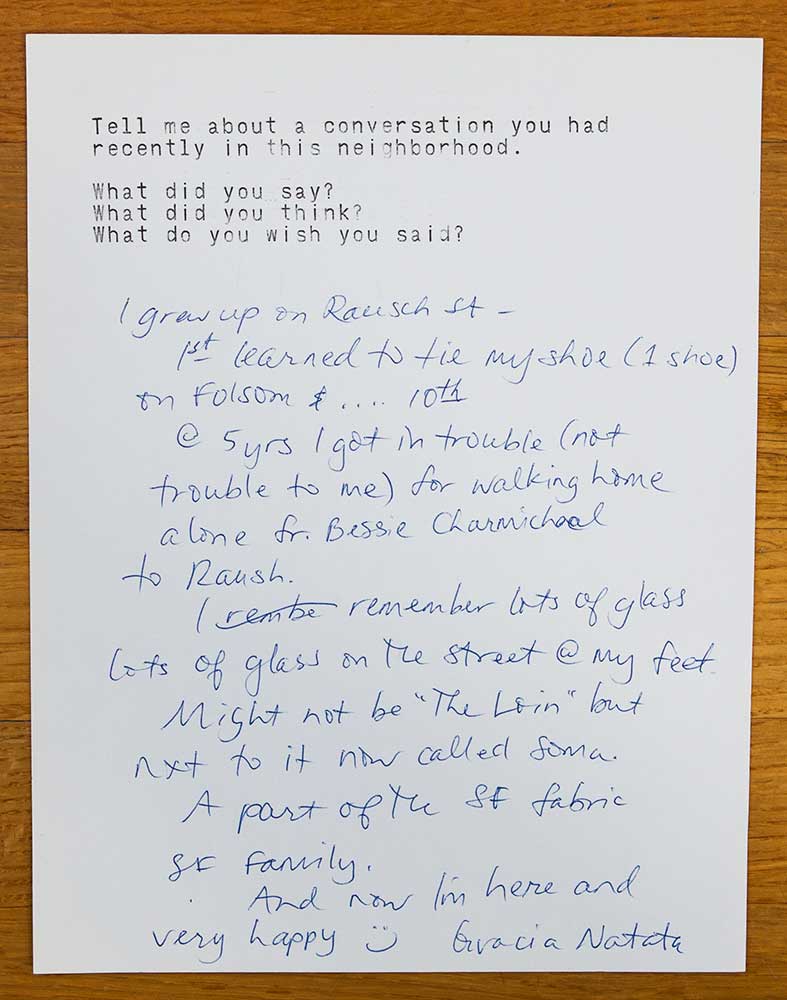 Tell me about a conversation you had
recently in this neighborhood.
What did you say?
What did you think?
What do you wish you said?
I grew up on Rausch st -
1st learned to tie my shoe (1 shoe)
on Folsom & .... 10th
@ 5yrs I got in trouble (not
trouble to me) for walking home
alone fr. Bessie Charmichael
to Raush.
I rembe remember lots of glass
lots of glass on the street @ my feet.
Might not be "The Loin" but
nxt to it now called Soma.
A part of the SF fabric
SF Family.
And now I'm here and
very happy :) Gracia Natata